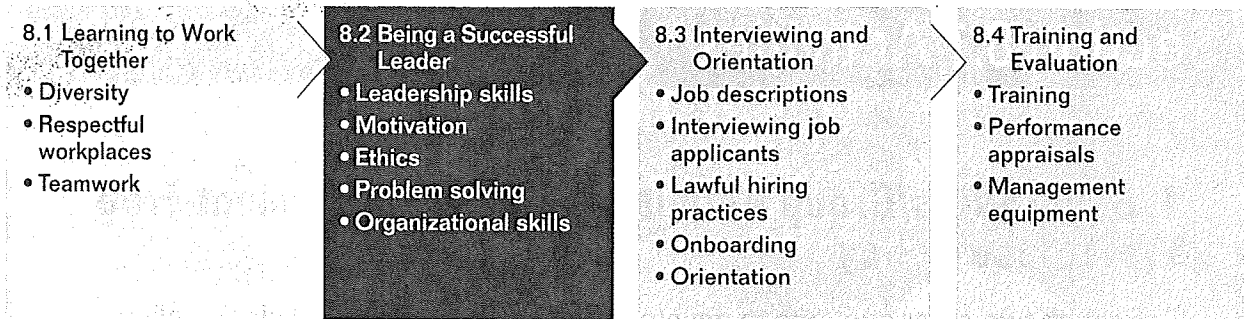 8.1 Learning to Work
Together
• Diversity
• Respectful
workplaces
• Teamwork
8.2 Being a Successful
Leader
• Leadership skills
• Motivation
• Ethics
• Problem solving
• Organizational skills
8.3 Interviewing and
Orientation
• Job descriptions
• Interviewing job
applicants
• Lawful hiring
practices
• Onboarding
• Orientation
8.4 Training and
Evaluation
• Training
• Performance
appraisals
• Management
equipment